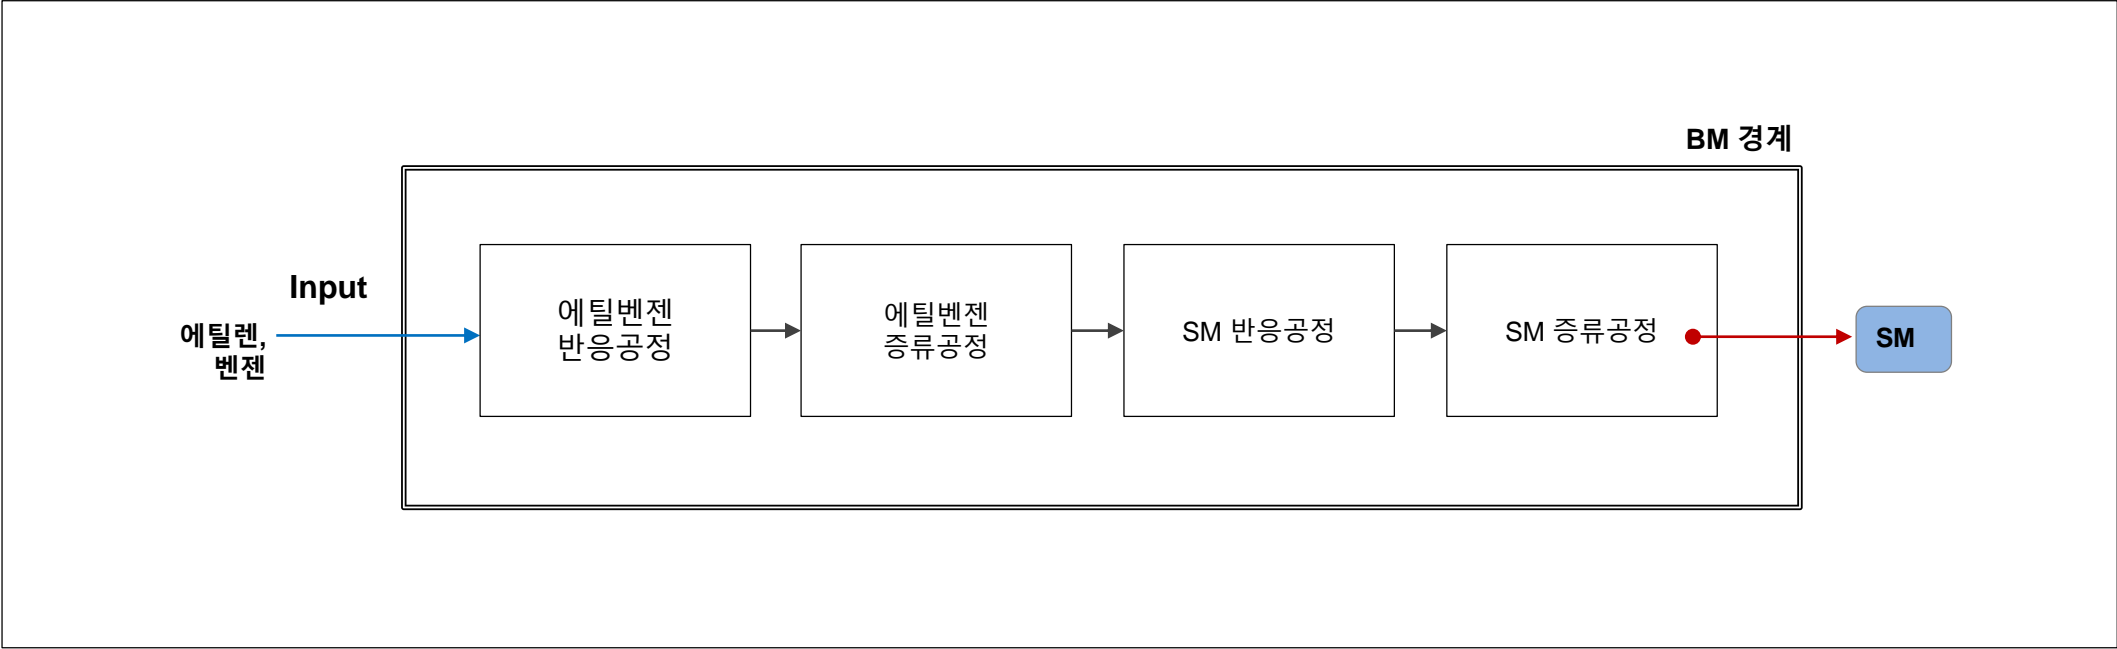 BM 경계
Input
에틸렌,
벤젠
에틸벤젠
반응공정
에틸벤젠
증류공정
SM 반응공정
SM 증류공정
SM